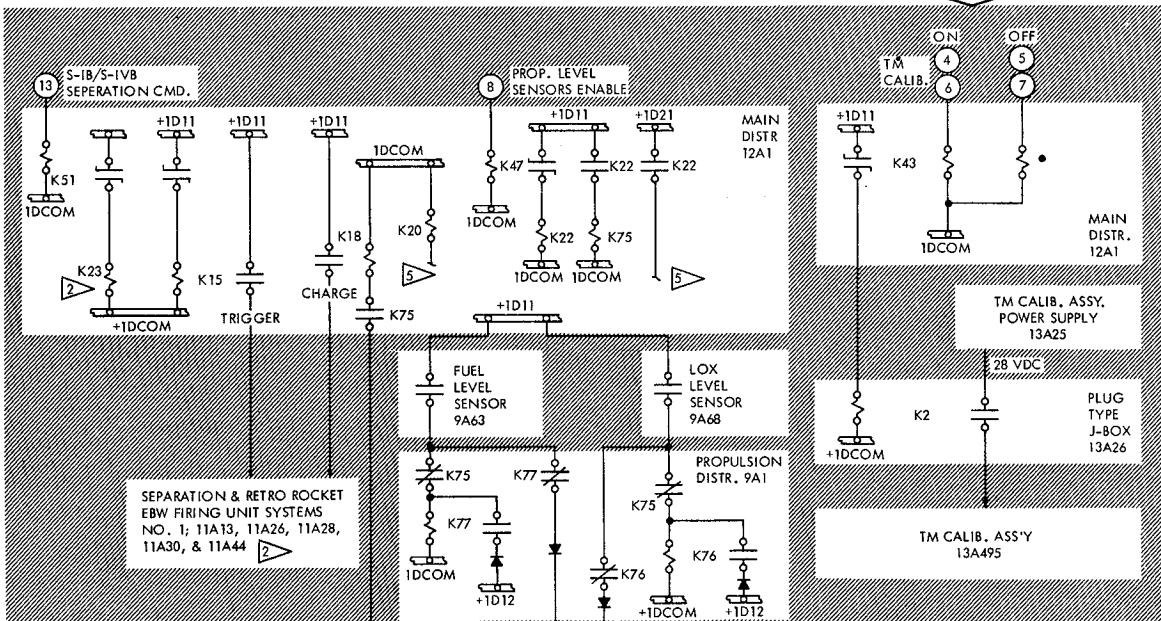 ON
OFF
13
S-IB/S-IVB
SEPERATION CMD.
8
PROP. LEVEL
SENSORS ENABLE
TM
CALIB.
4
6
5
7
+1D11
+1D11
+1D11
1DCOM
+1D11
+1D21
MAIN
DISTR
12A1
+1D11
K51
1DCOM
K47
1DCOM
K22
K22
K43
K18
K20
K22
K75
1DCOM
1DCOM
1DCOM
MAIN
DISTR.
12A1
2
K23
K15
5
5
CHARGE
TRIGGER
K75
+1DCOM
+1D11
TM CALIB. ASSY.
POWER SUPPLY
13A25
28 VDC
FUEL
LEVEL
SENSOR
9A63
LOX
LEVEL
SENSOR
9A68
K2
PLUG
TYPE
J-BOX
13A26
+1DCOM
K75
K77
PROPULSION
DISTR. 9A1
K75
SEPARATION & RETRO ROCKET
EBW FIRING UNIT SYSTEMS
NO. 1; 11A13, 11A26, 11A28,
11A30, & 11A44
2
K77
K76
K76
1DCOM
+1D12
+1DCOM
+1D12
TM CALIB. ASS'Y
13A495